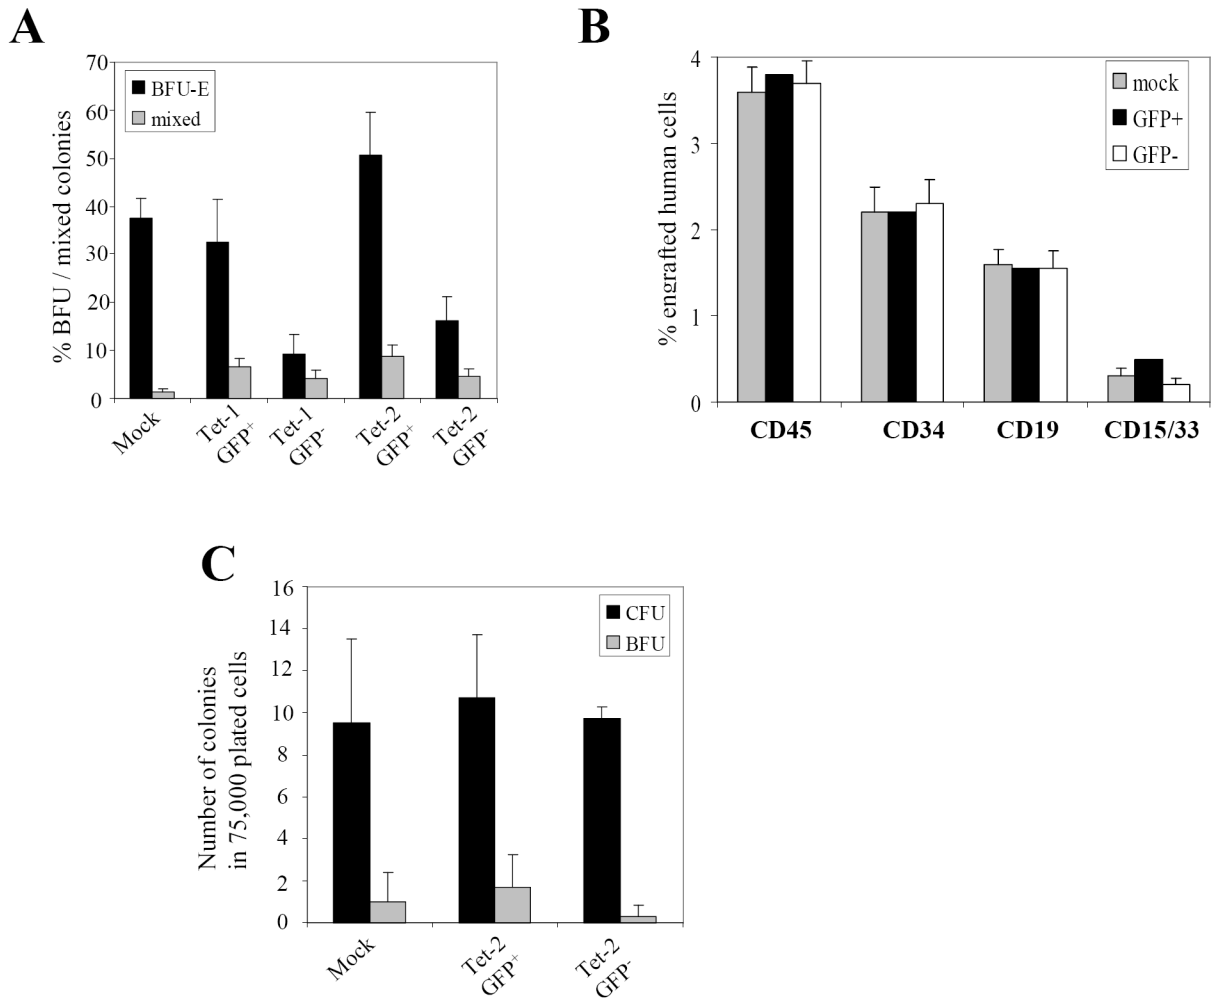 A
% BFU / mixed colonies
70
60
50
40
30
20
10
0
BFU-E
mixed
Mock
Tet-1
GFP+
Tet-1
GFP-
Tet-2
GFP+
Tet-2
GFP-
B
% engrafted human cells
4
3
2
1
0
mock
GFP+
GFP-
CD45
CD34
CD19
CD15/33
C
Number of colonies
in 75,000 plated cells
16
14
12
10
8
6
4
2
0
CFU
BFU
Mock
Tet-2
GFP+
Tet-2
GFP-